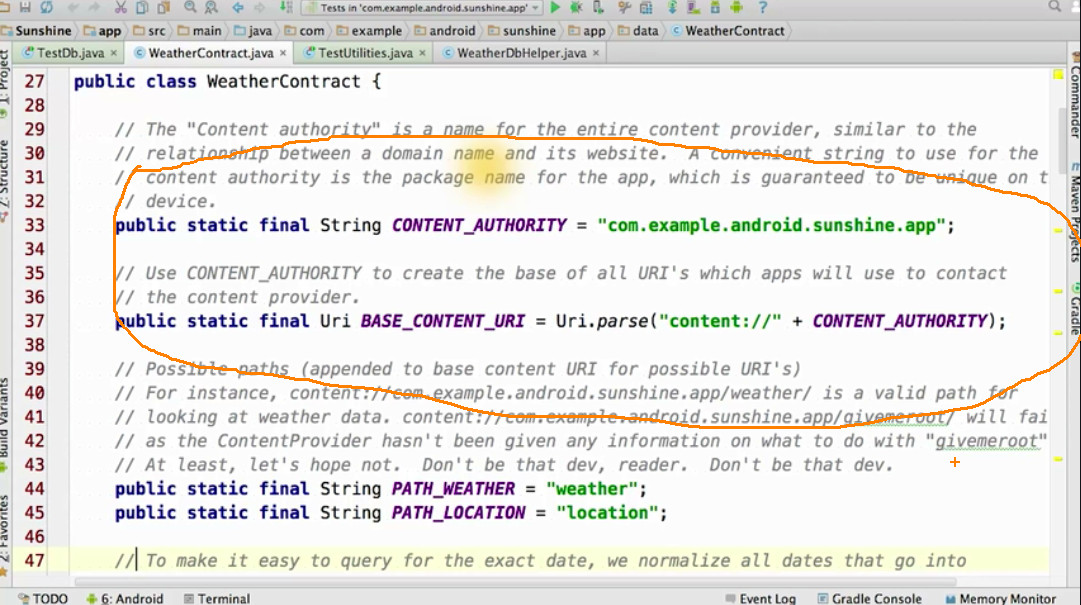 Tests in 'com.example.android.sunshine.app'
Sunshine app src main java com example android sunshine app data WeatherContract
TestDb.java WeatherContract.java TestUtilities.java WeatherDbHelper.java
1: Project
Z: Structure
Build Variants
2: Favorites
27 public class WeatherContract {
28
29 // The "Content authority" is a name for the entire content provider, similar to the
30 // relationship between a domain name and its website.  A convenient string to use for the
31 // content authority is the package name for the app, which is guaranteed to be unique on t
32 // device.
33 public static final String CONTENT_AUTHORITY = "com.example.android.sunshine.app";
34
35 // Use CONTENT_AUTHORITY to create the base of all URI's which apps will use to contact
36 // the content provider.
37 public static final Uri BASE_CONTENT_URI = Uri.parse("content://" + CONTENT_AUTHORITY);
38
39 // Possible paths (appended to base content URI for possible URI's)
40 // For instance, content://com.example.android.sunshine.app/weather/ is a valid path for
41 // looking at weather data. content://com.example.android.sunshine.app/givemeroot/ will fai
42 // as the ContentProvider hasn't been given any information on what to do with "givemeroot"
43 // At least, let's hope not.  Don't be that dev, reader.  Don't be that dev.
44 public static final String PATH_WEATHER = "weather";
45 public static final String PATH_LOCATION = "location";
46
47 // To make it easy to query for the exact date, we normalize all dates that go into
Commander
Maven Projects
Gradle
TODO 6: Android Terminal Event Log Gradle Console Memory Monitor